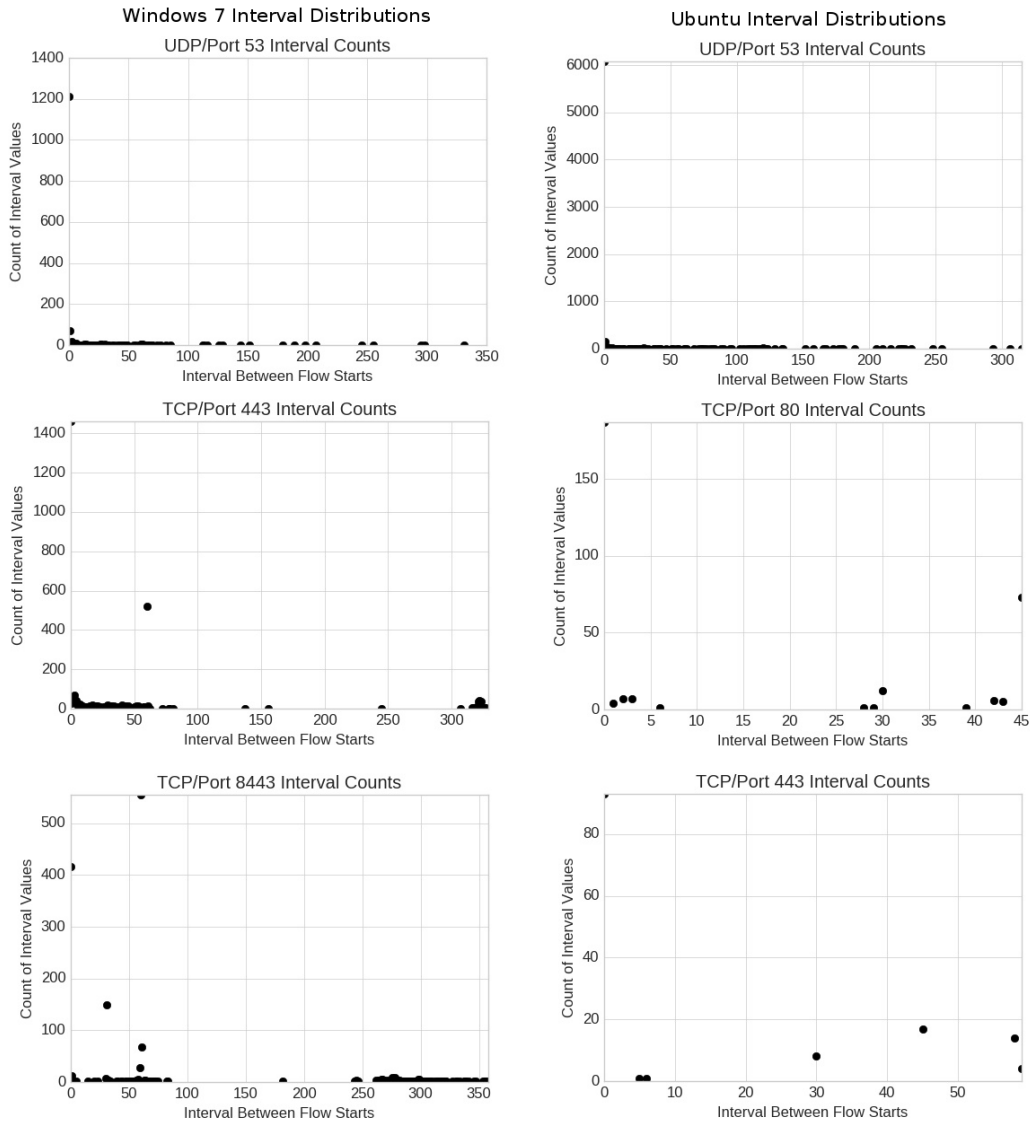 Windows 7 Interval Distributions
UDP/Port 53 Interval Counts
1400
1200
1000
800
600
400
200
0
Count of Interval Values
0 50 100 150 200 250 300 350
Interval Between Flow Starts
TCP/Port 443 Interval Counts
1400
1200
1000
800
600
400
200
0
Count of Interval Values
0 50 100 150 200 250 300
Interval Between Flow Starts
TCP/Port 8443 Interval Counts
500
400
300
200
100
0
Count of Interval Values
0 50 100 150 200 250 300 350
Interval Between Flow Starts
Ubuntu Interval Distributions
UDP/Port 53 Interval Counts
6000
5000
4000
3000
2000
1000
0
Count of Interval Values
0 50 100 150 200 250 300
Interval Between Flow Starts
TCP/Port 80 Interval Counts
150
100
50
0
Count of Interval Values
0 5 10 15 20 25 30 35 40 45
Interval Between Flow Starts
TCP/Port 443 Interval Counts
80
60
40
20
0
Count of Interval Values
0 10 20 30 40 50
Interval Between Flow Starts